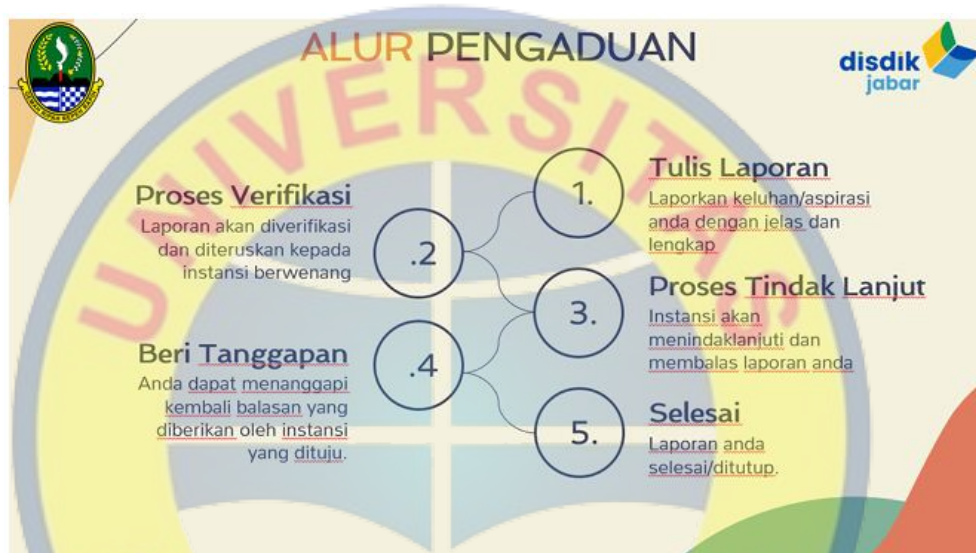 ALUR PENGADUAN
disdik
jabar
UNIVERSITAS
1.
Tulis Laporan
Laporkan keluhan/aspirasi
anda dengan jelas dan
lengkap
Proses Verifikasi
Laporan akan diverifikasi
dan diteruskan kepada
instansi berwenang
.2
3.
Proses Tindak Lanjut
Instansi akan
menindaklanjuti dan
membalas laporan anda
Beri Tanggapan
Anda dapat menanggapi
kembali balasan yang
diberikan oleh instansi
yang dituju.
.4
5.
Selesai
Laporan anda
selesai/ditutup.